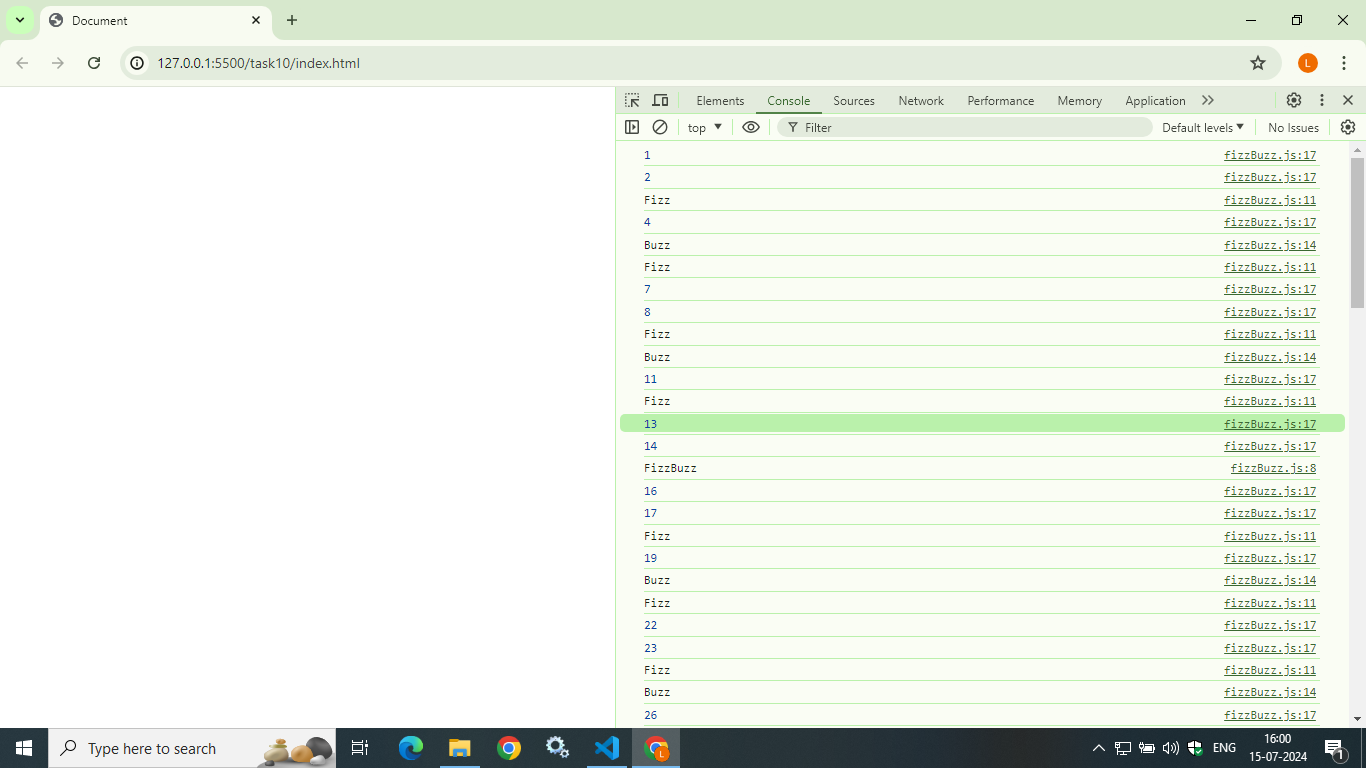 Document
127.0.0.1:5500/task10/index.html
L
Elements Console Sources Network Performance Memory Application
top Filter Default levels No Issues
1 fizzBuzz.js:17
2 fizzBuzz.js:17
Fizz fizzBuzz.js:11
4 fizzBuzz.js:17
Buzz fizzBuzz.js:14
Fizz fizzBuzz.js:11
7 fizzBuzz.js:17
8 fizzBuzz.js:17
Fizz fizzBuzz.js:11
Buzz fizzBuzz.js:14
11 fizzBuzz.js:17
Fizz fizzBuzz.js:11
13 fizzBuzz.js:17
14 fizzBuzz.js:17
FizzBuzz fizzBuzz.js:8
16 fizzBuzz.js:17
17 fizzBuzz.js:17
Fizz fizzBuzz.js:11
19 fizzBuzz.js:17
Buzz fizzBuzz.js:14
Fizz fizzBuzz.js:11
22 fizzBuzz.js:17
23 fizzBuzz.js:17
Fizz fizzBuzz.js:11
Buzz fizzBuzz.js:14
26 fizzBuzz.js:17
Type here to search L ENG 16:00
15-07-2024 1